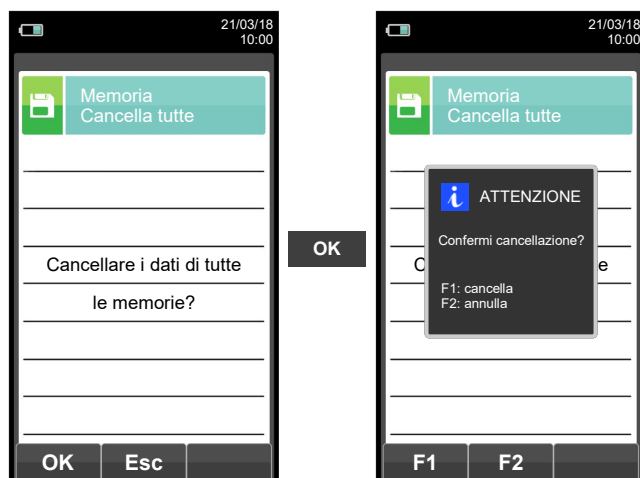 21/03/18
10:00
Memoria
Cancella tutte
Cancellare i dati di tutte
le memorie?
OK
Esc
OK
21/03/18
10:00
Memoria
Cancella tutte
C
e
i ATTENZIONE
Confermi cancellazione?
F1: cancella
F2: annulla
F1
F2